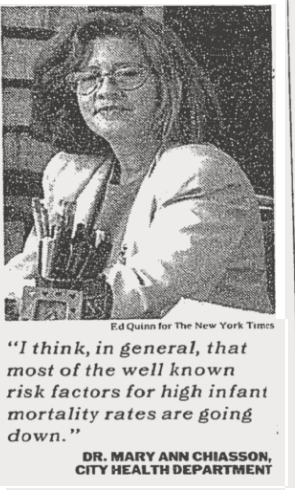 Ed Quinn for The New York Times
"I think, in general, that
most of the well known
risk factors for high infant
mortality rates are going
down."
DR. MARY ANN CHIASSON,
CITY HEALTH DEPARTMENT